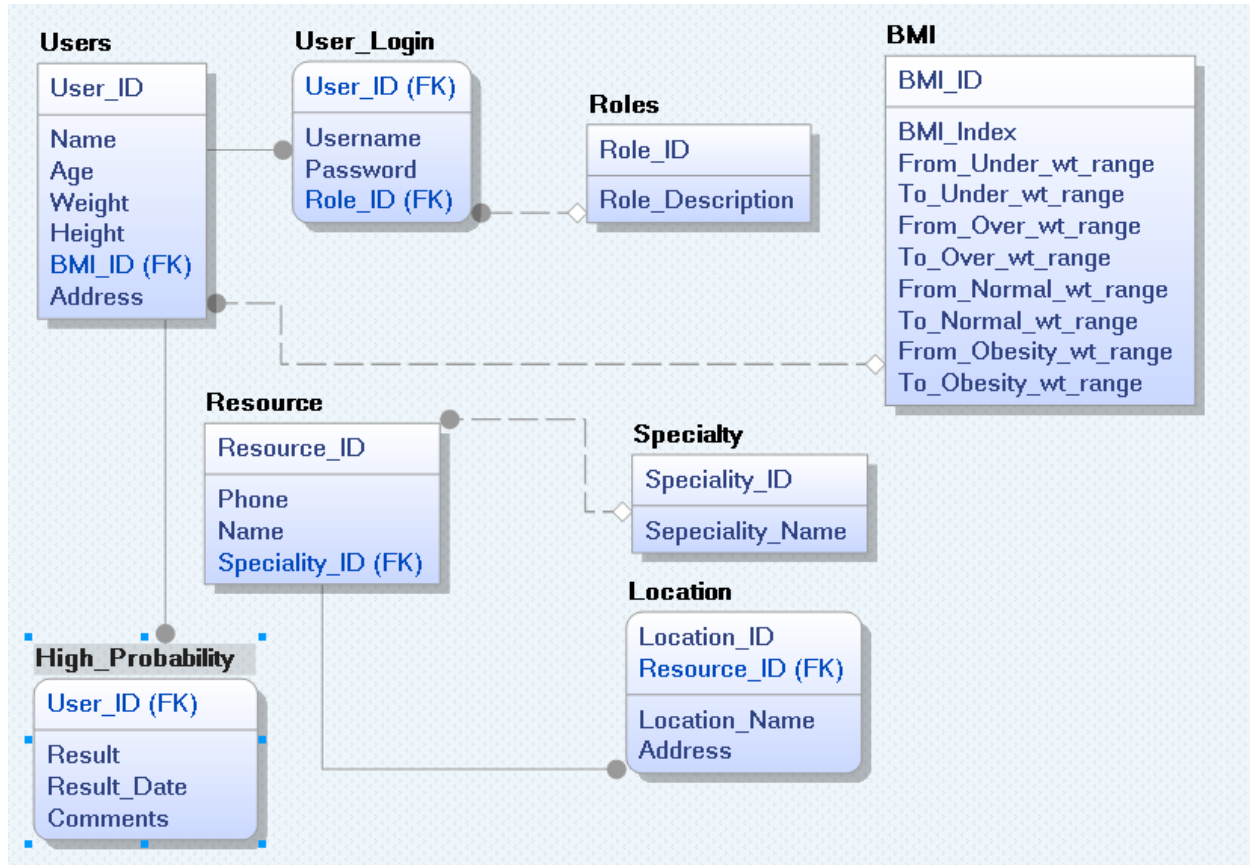 Users
User_ID
Name
Age
Weight
Height
BMI_ID (FK)
Address
User_Login
User_ID (FK)
Username
Password
Role_ID (FK)
Roles
Role_ID
Role_Description
BMI
BMI_ID
BMI_Index
From_Under_wt_range
To_Under_wt_range
From_Over_wt_range
To_Over_wt_range
From_Normal_wt_range
To_Normal_wt_range
From_Obesity_wt_range
To_Obesity_wt_range
Resource
Resource_ID
Phone
Name
Speciality_ID (FK)
Specialty
Speciality_ID
Sepeciality_Name
Location
Location_ID
Resource_ID (FK)
Location_Name
Address
High_Probability
User_ID (FK)
Result
Result_Date
Comments